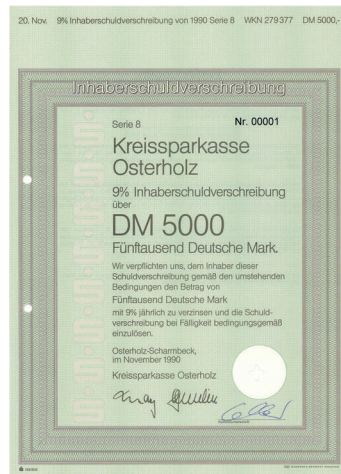 20. Nov. 9% Inhaberschuldverschreibung von 1990 Serie 8 WKN 279 377 DM 5000,-
Inhaberschuldverschreibung
Serie 8 Nr. 00001
Kreissparkasse
Osterholz
9% Inhaberschuldverschreibung
über
DM 5000
Fünftausend Deutsche Mark.
Wir verpflichten uns, dem Inhaber dieser
Schuldverschreibung gemäß den umstehenden
Bedingungen den Betrag von
Fünftausend Deutsche Mark
mit 9% jährlich zu verzinsen und die Schuld-
verschreibung bei Fälligkeit bedingungsgemäß
einzulösen.
Osterholz-Scharmbeck,
im November 1990
Kreissparkasse Osterholz